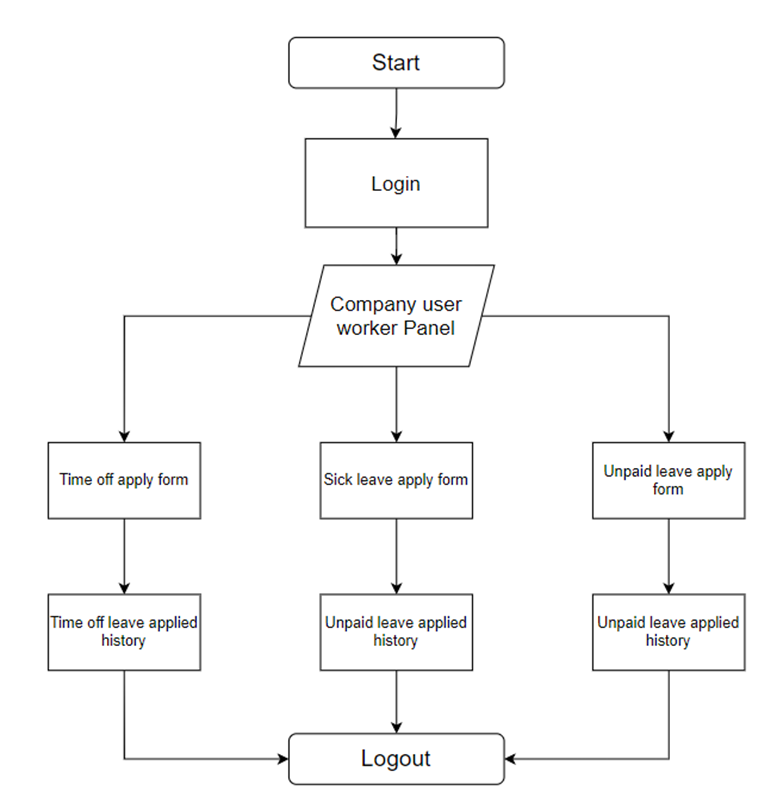 Start
Login
Company user
worker Panel
Time off apply form
Sick leave apply form
Unpaid leave apply
form
Time off leave applied
history
Unpaid leave applied
history
Unpaid leave applied
history
Logout